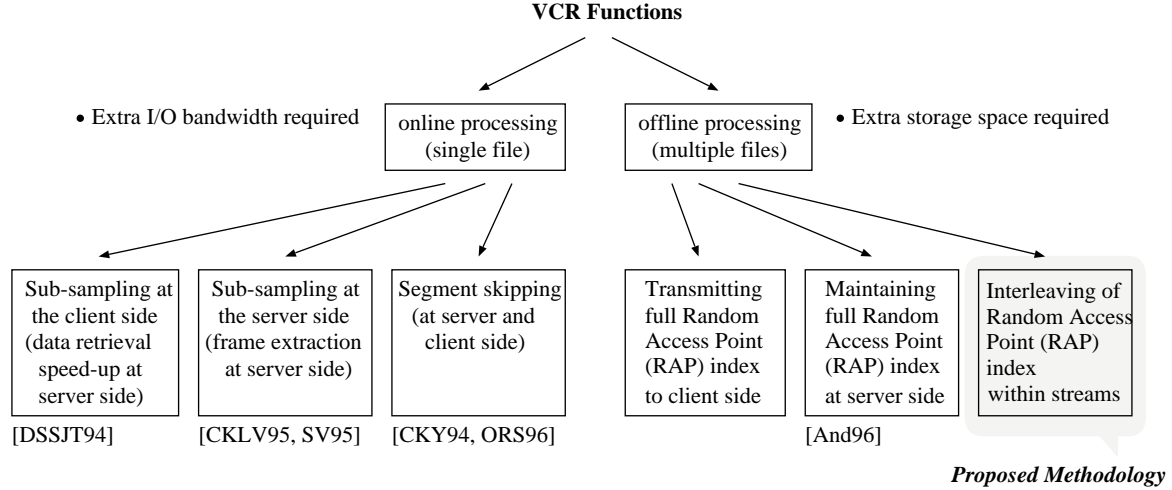 VCR Functions
• Extra I/O bandwidth required
online processing
(single file)
offline processing
(multiple files)
• Extra storage space required
Sub-sampling at
the client side
(data retrieval
speed-up at
server side)
[DSSJT94]
Sub-sampling at
the server side
(frame extraction
at server side)
[CKLV95, SV95]
Segment skipping
(at server and
client side)
[CKY94, ORS96]
Transmitting
full Random
Access Point
(RAP) index
to client side
Maintaining
full Random
Access Point
(RAP) index
at server side
[And96]
Interleaving of
Random Access
Point (RAP)
index
within streams
Proposed Methodology